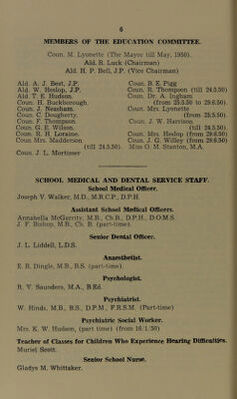 6
MEMBERS OF THE EDUCATION COMMITTEE.
Coun. M. Lyonette (The Mayor till May, 1950).
Ald. R. Luck (Chairman)
Ald. H. P. Bell, J.P. (Vice Chairman)
Ald. A. J. Best, J.P.
Ald. W. Heslop, J.P.
Ald. T. E. Hudson.
Coun. H. Buckborough.
Coun. J. Neesham.
Coun. C. Dougherty.
Coun. F. Thompson.
Coun. G. E. Wilson.
Coun. R. H. Loraine.
Coun. Mrs. Madderson
(till 24.5.50)
Coun. J. L. Mortimer
Coun. B. E. Pigg
Coun. R. Thompson (till 24.5.50)
Coun. Dr. A. Ingham
(from 25.5.50 to 29.6.50).
Coun. Mrs. Lyonette
(from 25.5.50)
Coun. J. W. Harrison.
(till 24.5.50)
Coun. Mrs. Heslop (from 29.6.50)
Coun. J. G. Willey (from 29.6.50)
Miss O. M. Stanton, M.A.
SCHOOL MEDICAL AND DENTAL SERVICE STAFF.
School Medical Officer.
Joseph V. Walker, M.D., M.R.C.P., D.P.H.
Assistant School Medical Officers.
Annabella McGarrity, M.B., Ch.B., D.P.H., D.O.M.S.
J. F. Bishop, M.B., Ch. B. (part-time).
Senior Dental Officer.
J. L. Liddell, L.D.S.
Anaesthetist.
E. R. Dingle, M.B., B.S. (part-time)
Psychologist.
R. V. Saunders, M.A., B.Ed.
Psychiatrist.
W. Hinds, M.B., B.S., D.P.M., F.R.S.M. (Part-time)
Psychiatric Social Worker.
Mrs. K. W. Hudson, (part time) (from 16/1/50)
Teacher of Classes for Children Who Experience Hearing Difficulties.
Muriel Scott.
Senior School Nurse.
Gladys M. Whittaker.